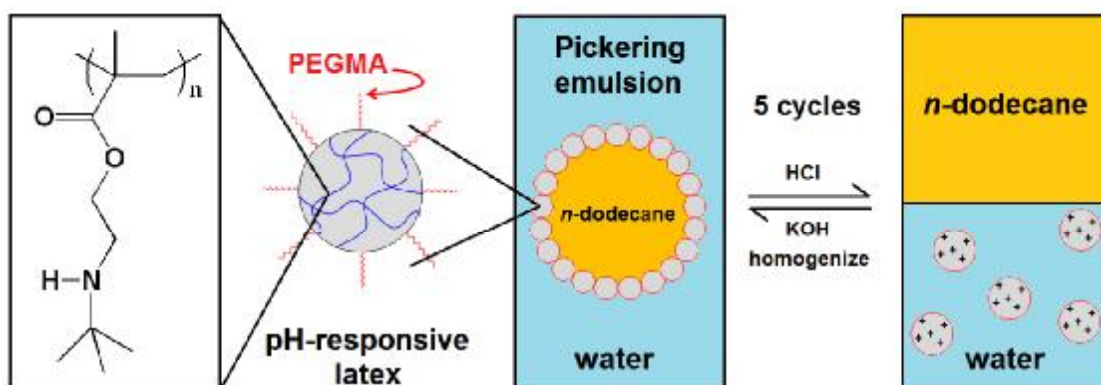 O
O
H-N
n
PEGMA
pH-responsive
latex
Pickering
emulsion
n-dodecane
water
5 cycles
HCl
KOH
homogenize
n-dodecane
+ + + + +
+ + + + +
+ + + + +
+ + + + +
+ + + + +
water